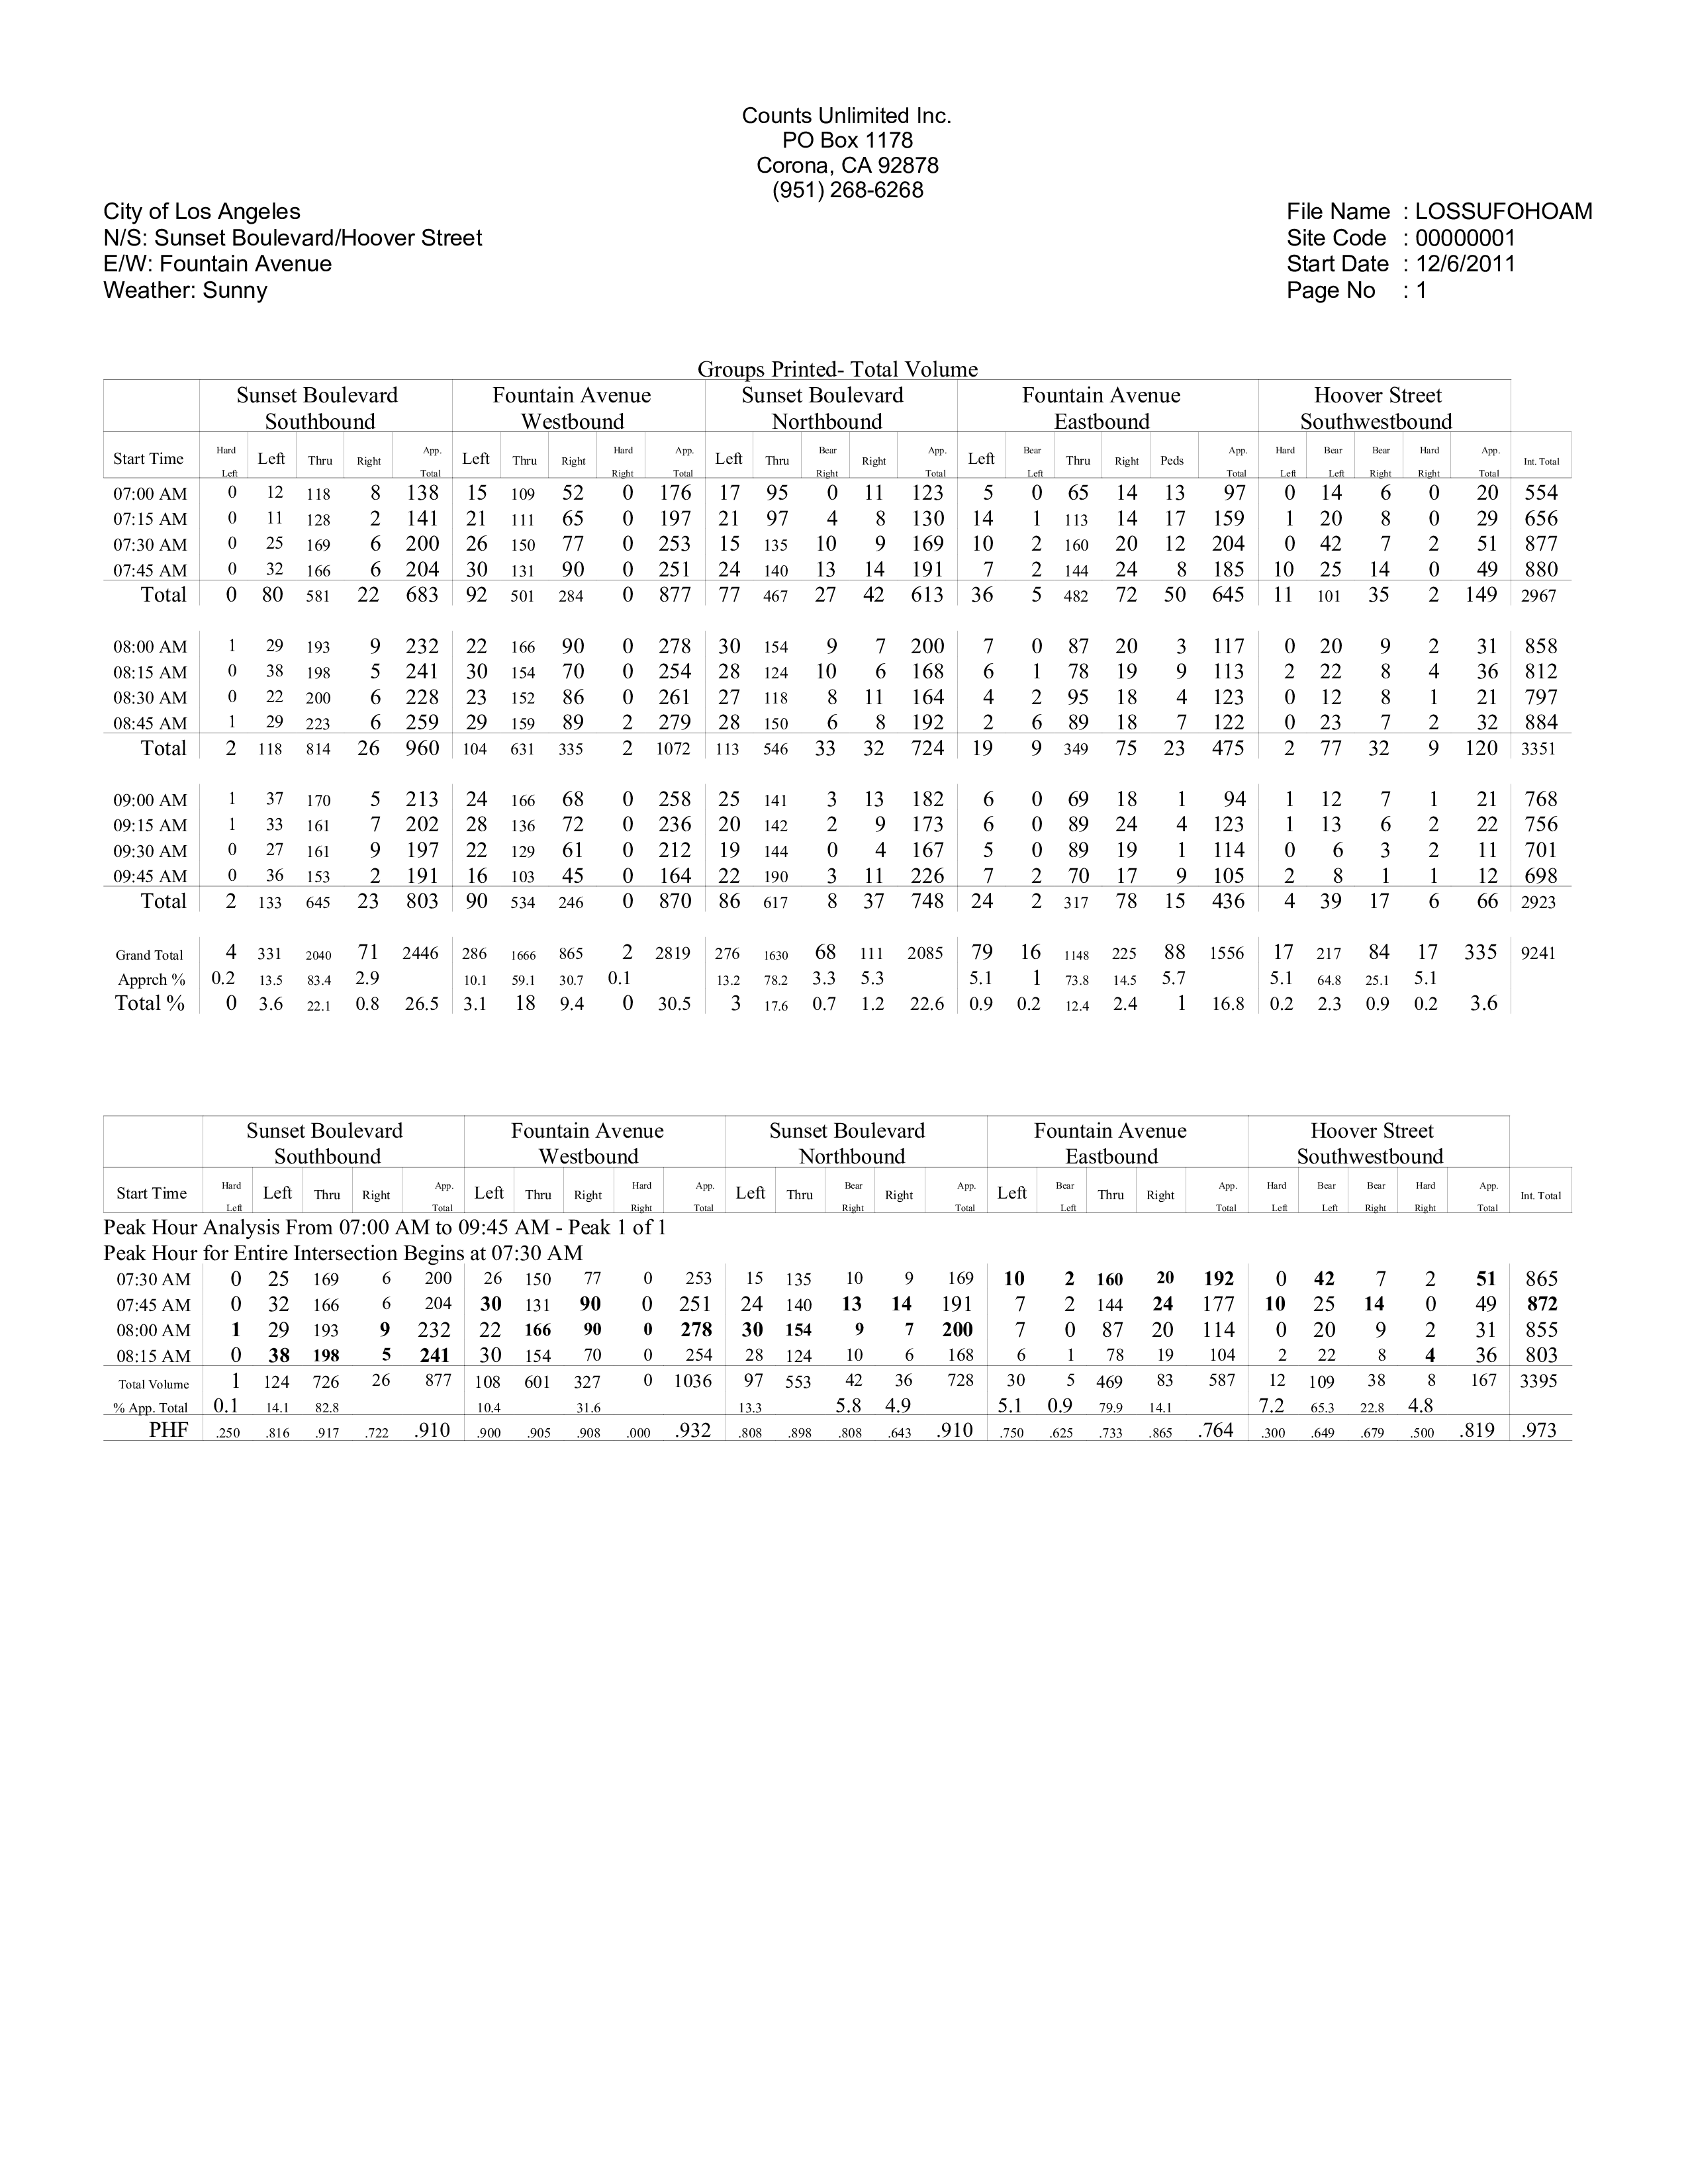 Counts Unlimited Inc.
PO Box 1178
Corona, CA 92878
(951) 268-6268
City of Los Angeles
N/S: Sunset Boulevard/Hoover Street
E/W: Fountain Avenue
Weather: Sunny
File Name : LOSSUFOHOAM
Site Code : 00000001
Start Date : 12/6/2011
Page No : 1
Groups Printed- Total Volume
Sunset Boulevard Southbound Fountain Avenue Westbound Sunset Boulevard Northbound Fountain Avenue Eastbound Hoover Street Southwestbound
Start Time Hard Left Left Thru Right App. Total Left Thru Right Hard Right App. Total Left Thru Bear Right Right App. Total Left Bear Left Thru Right Peds App. Total Hard Left Bear Left Bear Right Hard Right App. Total Int. Total
07:00 AM 0 12 118 8 138 15 109 52 0 176 17 95 0 11 123 5 0 65 14 13 97 0 14 6 0 20 554
07:15 AM 0 11 128 2 141 21 111 65 0 197 21 97 4 8 130 14 1 113 14 17 159 1 20 8 0 29 656
07:30 AM 0 25 169 6 200 26 150 77 0 253 15 135 10 9 169 10 2 160 20 12 204 0 42 7 2 51 877
07:45 AM 0 32 166 6 204 30 131 90 0 251 24 140 13 14 191 7 2 144 24 8 185 10 25 14 0 49 880
Total 0 80 581 22 683 92 501 284 0 877 77 467 27 42 613 36 5 482 72 50 645 11 101 35 2 149 2967
08:00 AM 1 29 193 9 232 22 166 90 0 278 30 154 9 7 200 7 0 87 20 3 117 0 20 9 2 31 858
08:15 AM 0 38 198 5 241 30 154 70 0 254 28 124 10 6 168 6 1 78 19 9 113 2 22 8 4 36 812
08:30 AM 0 22 200 6 228 23 152 86 0 261 27 118 8 11 164 4 2 95 18 4 123 0 12 8 1 21 797
08:45 AM 1 29 223 6 259 29 159 89 2 279 28 150 6 8 192 2 6 89 18 7 122 0 23 7 2 32 884
Total 2 118 814 26 960 104 631 335 2 1072 113 546 33 32 724 19 9 349 75 23 475 2 77 32 9 120 3351
09:00 AM 1 37 170 5 213 24 166 68 0 258 25 141 3 13 182 6 0 69 18 1 94 1 12 7 1 21 768
09:15 AM 1 33 161 7 202 28 136 72 0 236 20 142 2 9 173 6 0 89 24 4 123 1 13 6 2 22 756
09:30 AM 0 27 161 9 197 22 129 61 0 212 19 144 0 4 167 5 0 89 19 1 114 0 6 3 2 11 701
09:45 AM 0 36 153 2 191 16 103 45 0 164 22 190 3 11 226 7 2 70 17 9 105 2 8 1 1 12 698
Total 2 133 645 23 803 90 534 246 0 870 86 617 8 37 748 24 2 317 78 15 436 4 39 17 6 66 2923
Grand Total 4 331 2040 71 2446 286 1666 865 2 2819 276 1630 68 111 2085 79 16 1148 225 88 1556 17 217 84 17 335 9241
Apprch % 0.2 13.5 83.4 2.9 10.1 59.1 30.7 0.1 13.2 78.2 3.3 5.3 5.1 1 73.8 14.5 5.7 5.1 64.8 25.1 5.1
Total % 0 3.6 22.1 0.8 26.5 3.1 18 9.4 0 30.5 3 17.6 0.7 1.2 22.6 0.9 0.2 12.4 2.4 1 16.8 0.2 2.3 0.9 0.2 3.6
Sunset Boulevard Southbound Fountain Avenue Westbound Sunset Boulevard Northbound Fountain Avenue Eastbound Hoover Street Southwestbound
Start Time Hard Left Left Thru Right App. Total Left Thru Right Hard Right App. Total Left Thru Bear Right Right App. Total Left Bear Left Thru Right App. Total Hard Left Bear Left Bear Right Hard Right App. Total Int. Total
Peak Hour Analysis From 07:00 AM to 09:45 AM - Peak 1 of 1
Peak Hour for Entire Intersection Begins at 07:30 AM
07:30 AM 0 25 169 6 200 26 150 77 0 253 15 135 10 9 169 10 2 160 20 192 0 42 7 2 51 865
07:45 AM 0 32 166 6 204 30 131 90 0 251 24 140 13 14 191 7 2 144 24 177 10 25 14 0 49 872
08:00 AM 1 29 193 9 232 22 166 90 0 278 30 154 9 7 200 7 0 87 20 114 0 20 9 2 31 855
08:15 AM 0 38 198 5 241 30 154 70 0 254 28 124 10 6 168 6 1 78 19 104 2 22 8 4 36 803
Total Volume 1 124 726 26 877 108 601 327 0 1036 97 553 42 36 728 30 5 469 83 587 12 109 38 8 167 3395
% App. Total 0.1 14.1 82.8 10.4 31.6 13.3 5.8 4.9 5.1 0.9 79.9 14.1 7.2 65.3 22.8 4.8
PHF .250 .816 .917 .722 .910 .900 .905 .908 .000 .932 .808 .898 .808 .643 .910 .750 .625 .733 .865 .764 .300 .649 .679 .500 .819 .973